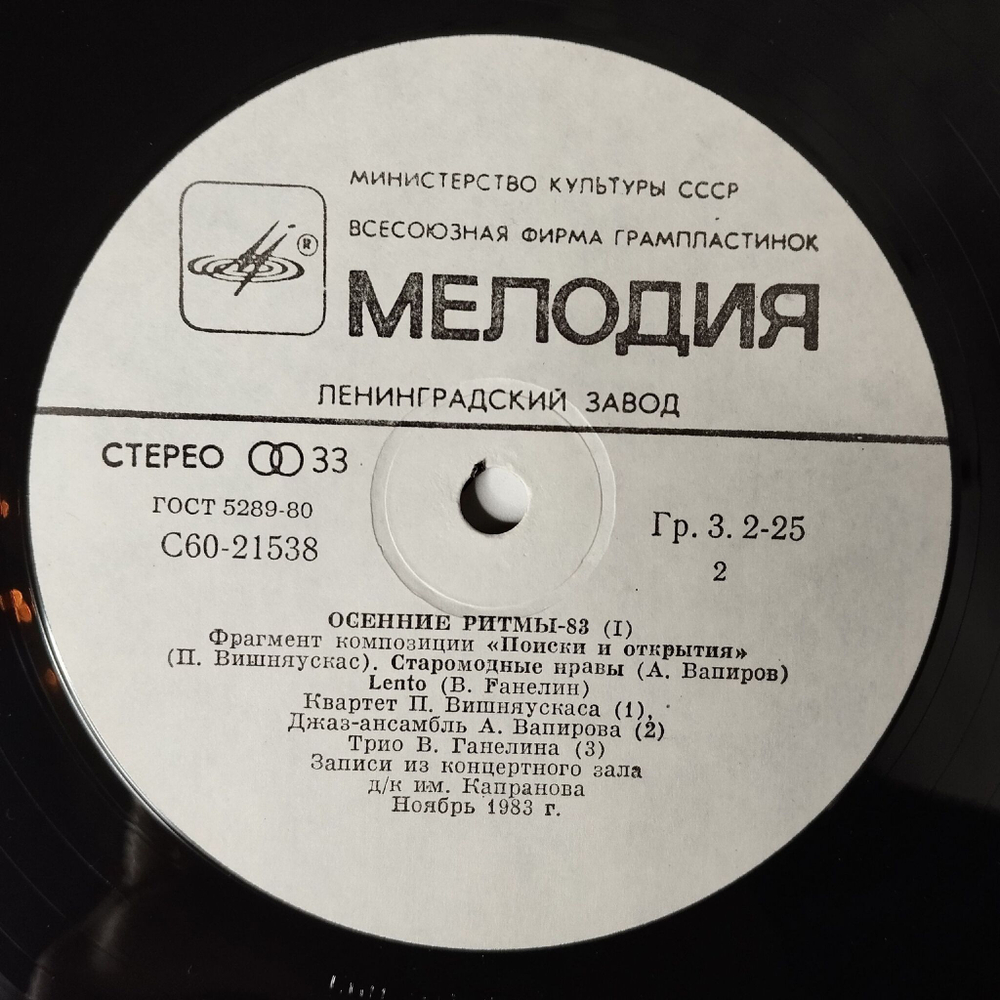 МИНИСТЕРСТВО КУЛЬТУРЫ СССР
ВСЕСОЮЗНАЯ ФИРМА ГРАМПЛАСТИНОК
®
МЕЛОДИЯ
ЛЕНИНГРАДСКИЙ ЗАВОД
СТЕРЕО 33
ГОСТ 5289-80
С60-21538
Гр. 3. 2-25
2
ОСЕННИЕ РИТМЫ-83 (I)
Фрагмент композиции «Поиски и открытия»
(П. Вишняускас). Старомодные нравы (А. Вапиров)
Lento (В. Ганелин)
Квартет П. Вишняускаса (1),
Джаз-ансамбль А. Вапирова (2)
Трио В. Ганелина (3)
Записи из концертного зала
д/к им. Капранова
Ноябрь 1983 г.